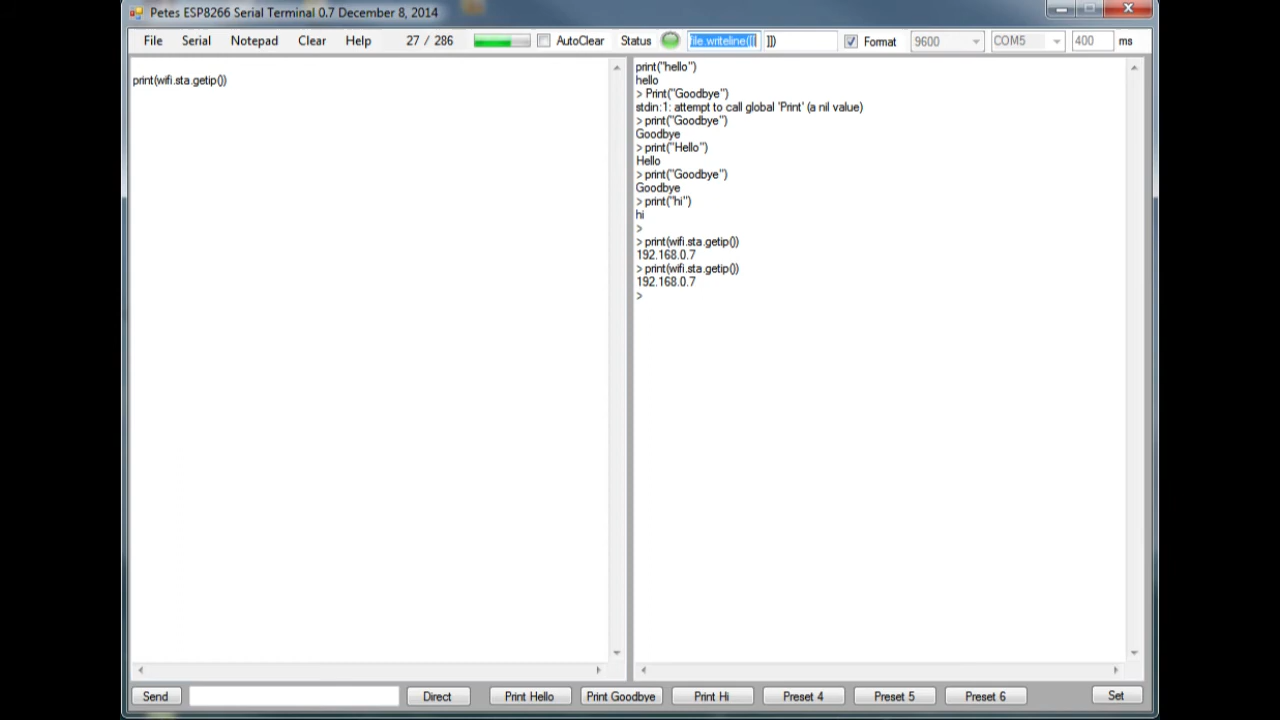 Petes ESP8266 Serial Terminal 0.7 December 8, 2014
File Serial Notepad Clear Help 27 / 286 AutoClear Status file.writeline([[ ]]) Format 9600 COM5 400 ms
print(wifi.sta.getip())
print("hello")
hello
> Print("Goodbye")
stdin:1: attempt to call global 'Print' (a nil value)
> print("Goodbye")
Goodbye
> print("Hello")
Hello
> print("Goodbye")
Goodbye
> print("hi")
hi
>
> print(wifi.sta.getip())
192.168.0.7
> print(wifi.sta.getip())
192.168.0.7
>
Send Direct Print Hello Print Goodbye Print Hi Preset 4 Preset 5 Preset 6 Set